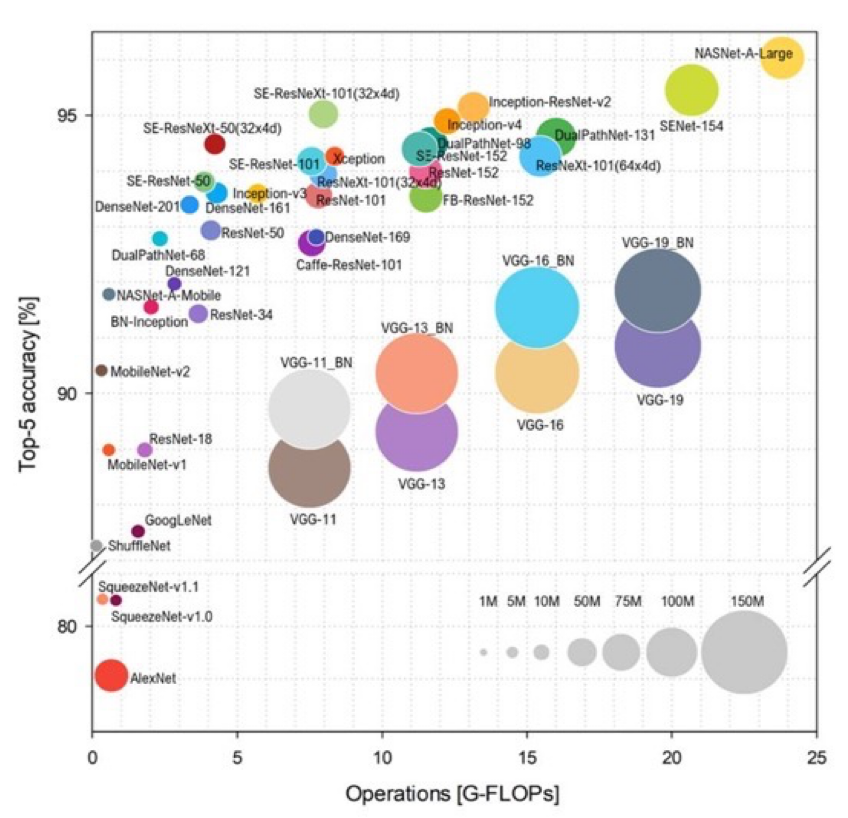 NASNet-A-Large
SE-ResNeXt-101(32x4d)
Inception-ResNet-v2
95
SE-ResNeXt-50(32x4d)
Inception-v4
SENet-154
DualPathNet-131
DualPathNet-98
SE-ResNet-152
SE-ResNet-101
Xception
ResNeXt-101(64x4d)
ResNet-152
SE-ResNet-50
ResNeXt-101(32x4d)
Inception-v3
ResNet-101
FB-ResNet-152
DenseNet-201
DenseNet-161
ResNet-50
DenseNet-169
VGG-19_BN
DualPathNet-68
Caffe-ResNet-101
VGG-16_BN
DenseNet-121
NASNet-A-Mobile
BN-Inception
ResNet-34
VGG-13_BN
VGG-11_BN
MobileNet-v2
90
VGG-19
VGG-16
ResNet-18
MobileNet-v1
VGG-13
VGG-11
GoogLeNet
ShuffleNet
SqueezeNet-v1.1
1M 5M 10M 50M 75M 100M 150M
SqueezeNet-v1.0
80
AlexNet
0 5 10 15 20 25
Operations [G-FLOPs]
Top-5 accuracy [%]